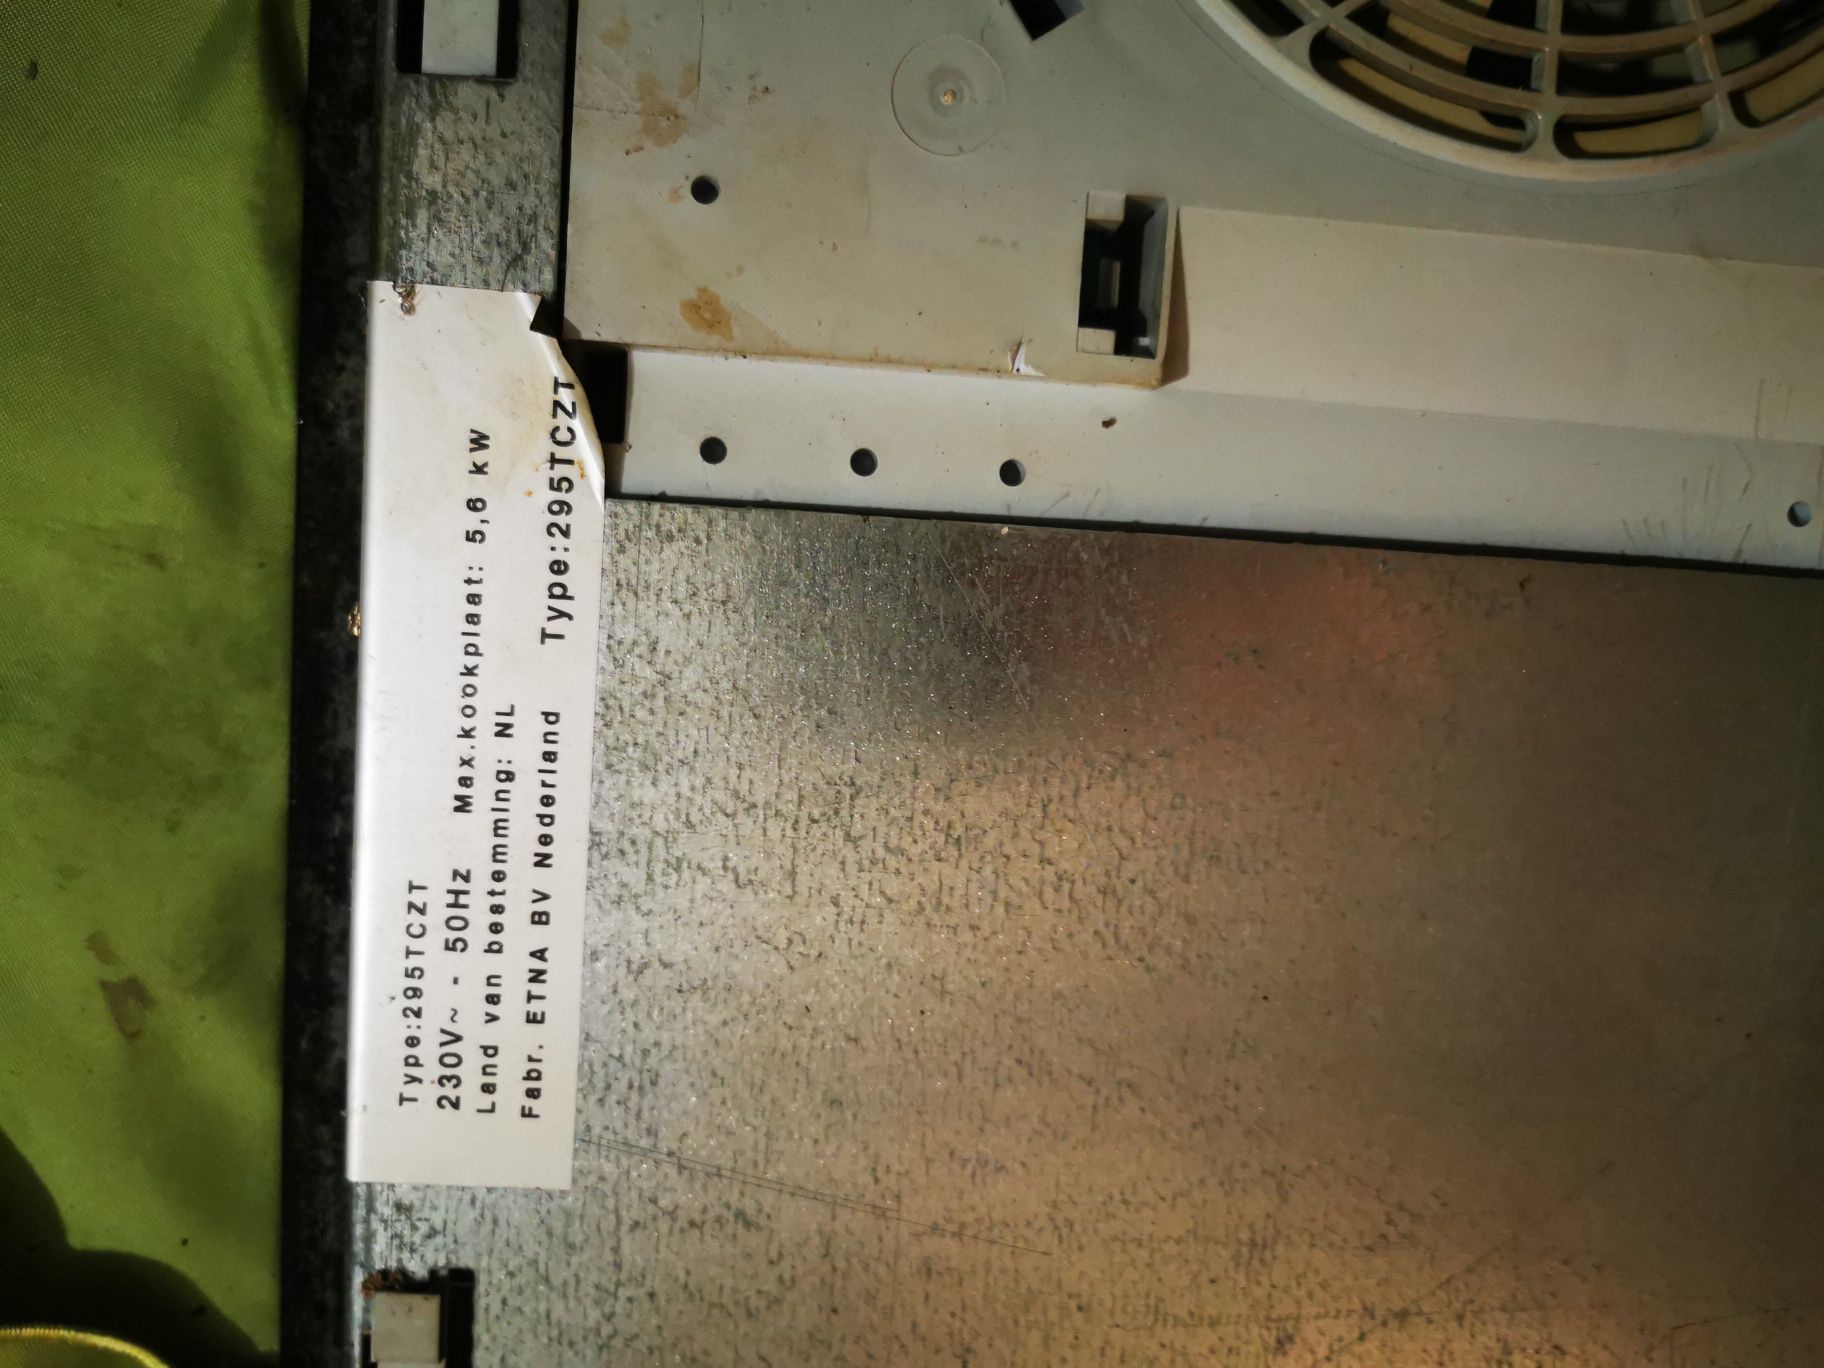 Type:295TCZT
230V~ - 50Hz Max.kookplaat: 5,6 kW
Land van bestemming: NL
Fabr. ETNA BV Nederland Type:295TCZT